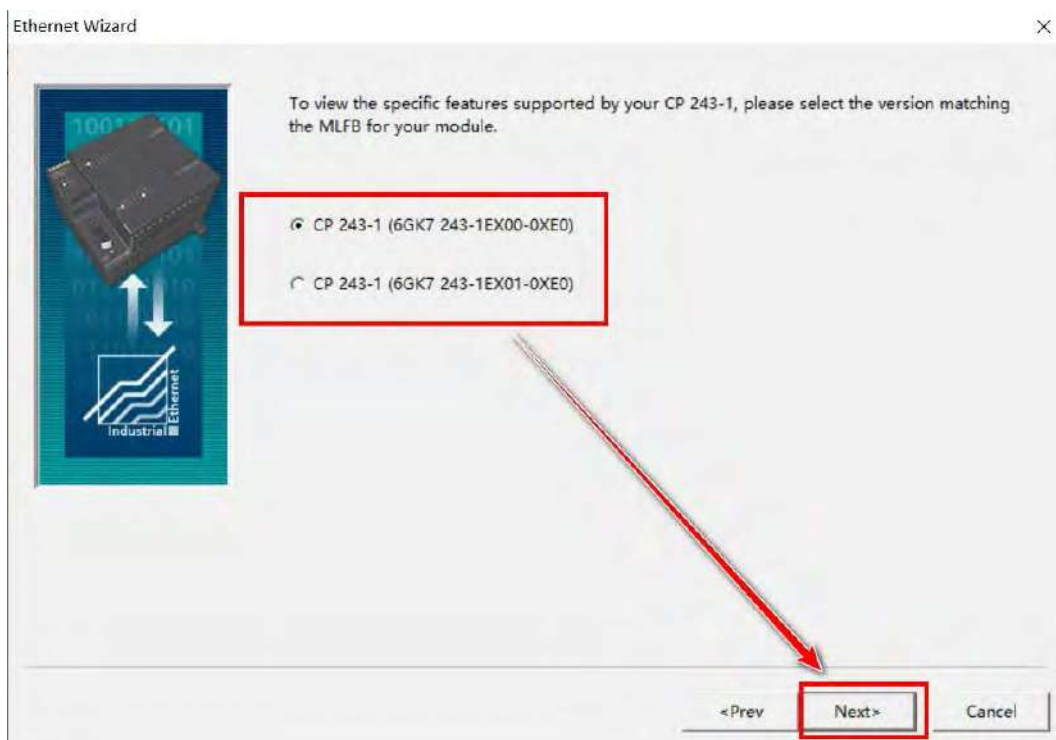 Ethernet Wizard
To view the specific features supported by your CP 243-1, please select the version matching
the MLFB for your module.
CP 243-1 (6GK7 243-1EX00-0XE0)
CP 243-1 (6GK7 243-1EX01-0XE0)
Industrial
Ethernet
<Prev
Next>
Cancel